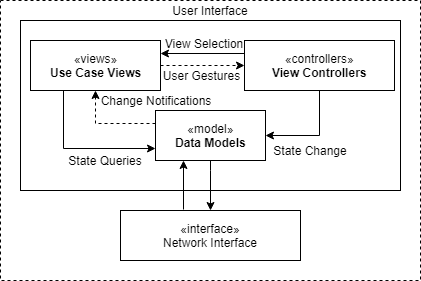 User Interface
View Selection
«views»
Use Case Views
«controllers»
View Controllers
User Gestures
Change Notifications
«model»
Data Models
State Queries
State Change
«interface»
Network Interface